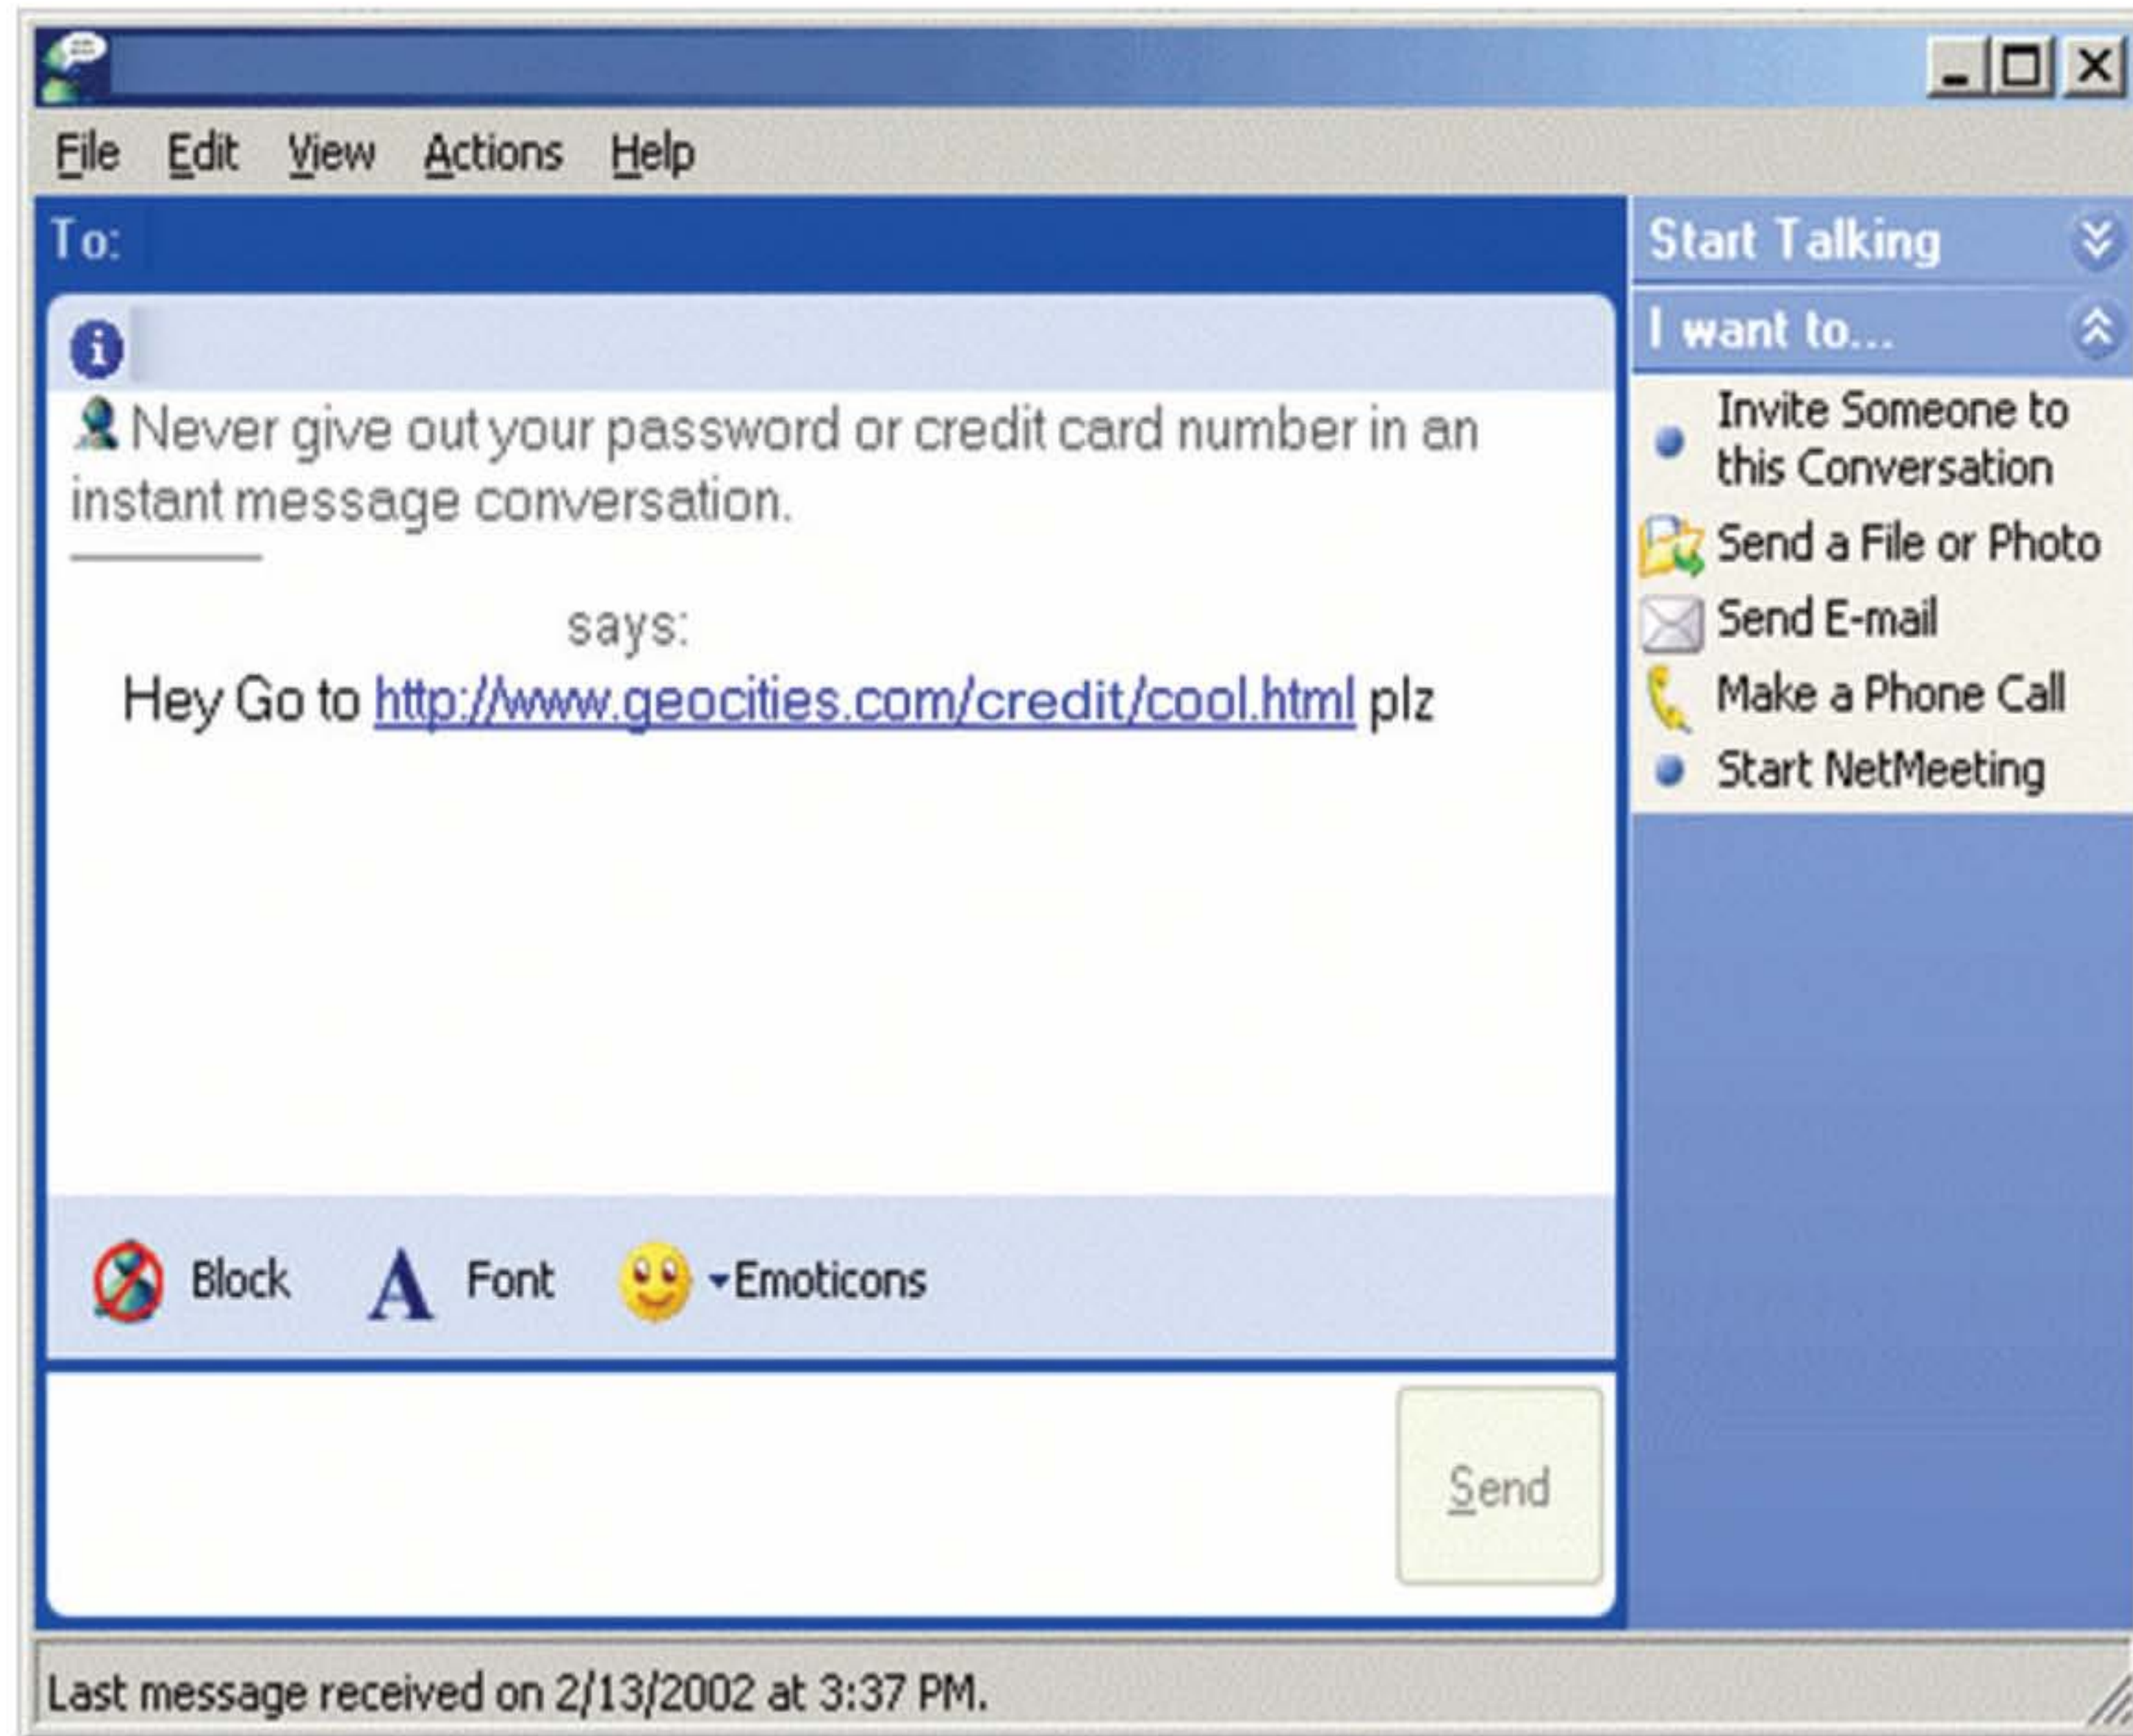 File Edit View Actions Help
To:
Never give out your password or credit card number in an
instant message conversation.
says:
Hey Go to http://www.geocities.com/credit/cool.html plz
Start Talking
I want to...
Invite Someone to
this Conversation
Send a File or Photo
Send E-mail
Make a Phone Call
Start NetMeeting
Block A Font Emoticons
Send
Last message received on 2/13/2002 at 3:37 PM.